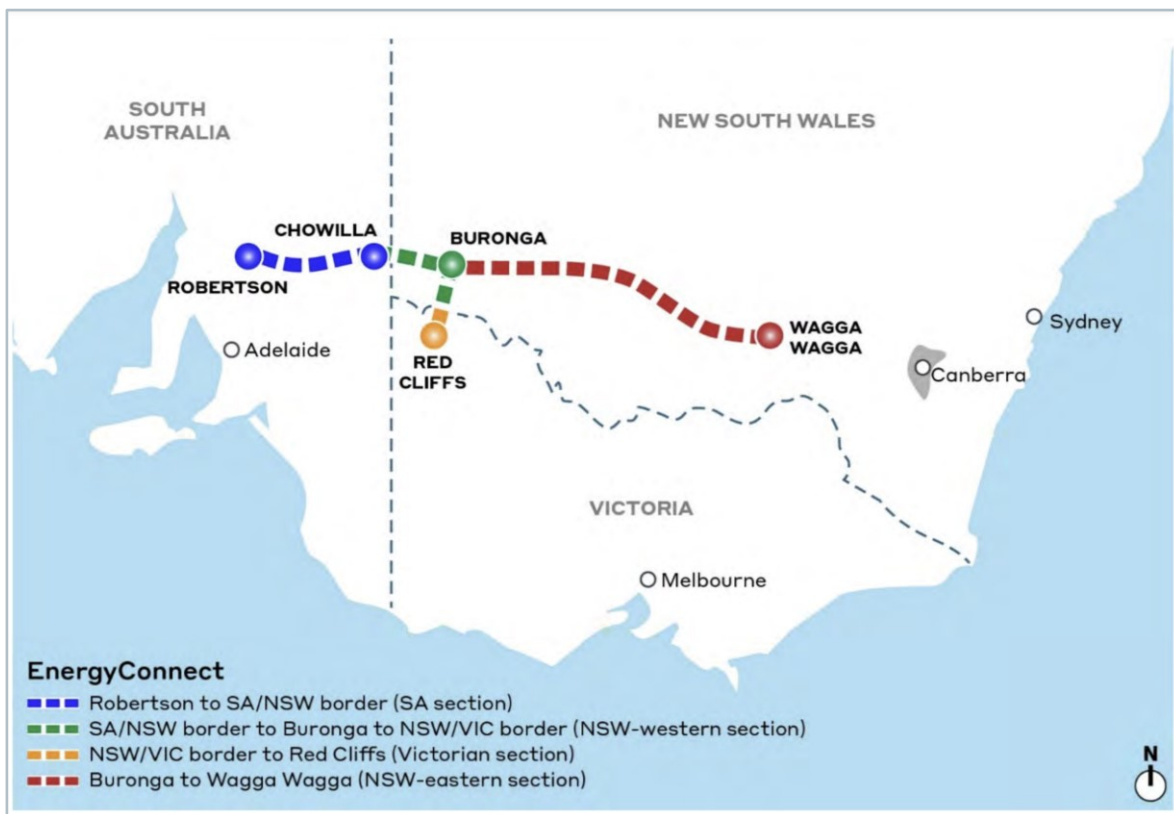 SOUTH
AUSTRALIA
NEW SOUTH WALES
CHOWILLA
BURONGA
ROBERTSON
Adelaide
RED
CLIFFS
WAGGA
WAGGA
Sydney
Canberra
VICTORIA
Melbourne
EnergyConnect
Robertson to SA/NSW border (SA section)
SA/NSW border to Buronga to NSW/VIC border (NSW-western section)
NSW/VIC border to Red Cliffs (Victorian section)
Buronga to Wagga Wagga (NSW-eastern section)
N